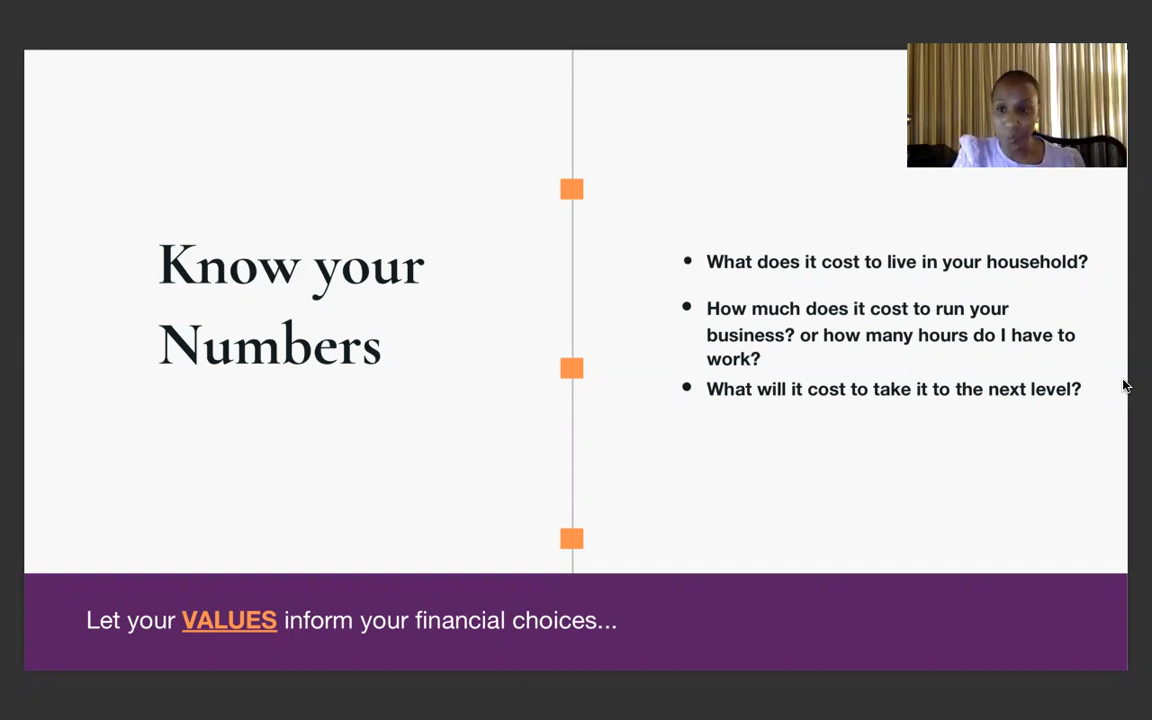 Know your
Numbers
What does it cost to live in your household?
How much does it cost to run your
business? or how many hours do I have to
work?
What will it cost to take it to the next level?
Let your VALUES inform your financial choices...